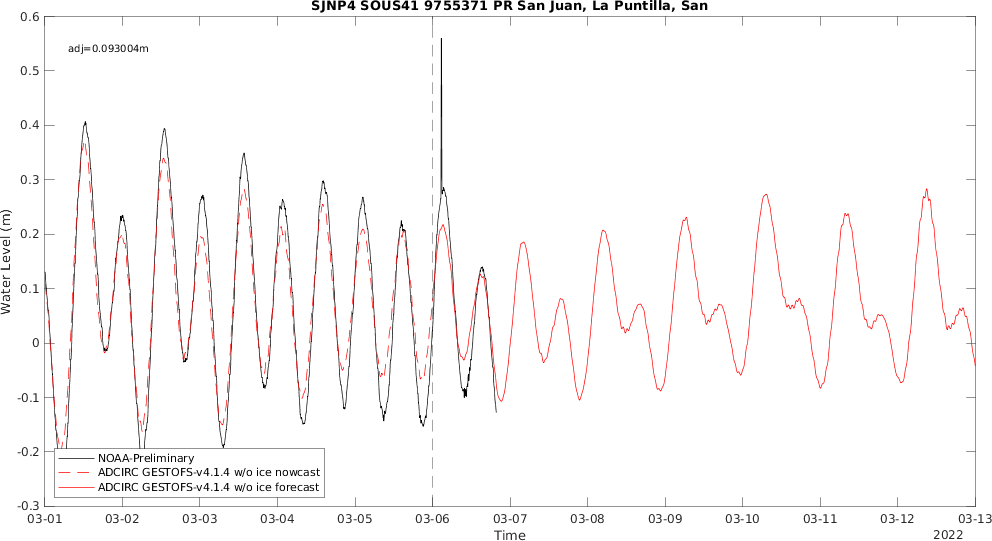 SJNP4 SOUS41 9755371 PR San Juan, La Puntilla, San
adj=0.093004m
0.6
0.5
0.4
0.3
0.2
0.1
0
-0.1
-0.2
-0.3
Water Level (m)
NOAA-Preliminary
ADCIRC GESTOFS-v4.1.4 w/o ice nowcast
ADCIRC GESTOFS-v4.1.4 w/o ice forecast
03-01 03-02 03-03 03-04 03-05 03-06 03-07 03-08 03-09 03-10 03-11 03-12 03-13
Time
2022